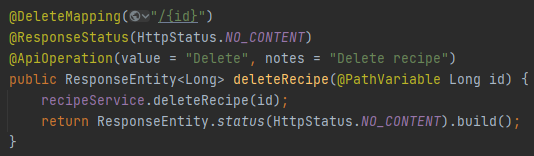 @DeleteMapping("/{id}")
@ResponseStatus(HttpStatus.NO_CONTENT)
@ApiOperation(value = "Delete", notes = "Delete recipe")
public ResponseEntity<Long> deleteRecipe(@PathVariable Long id) {
    recipeService.deleteRecipe(id);
    return ResponseEntity.status(HttpStatus.NO_CONTENT).build();
}